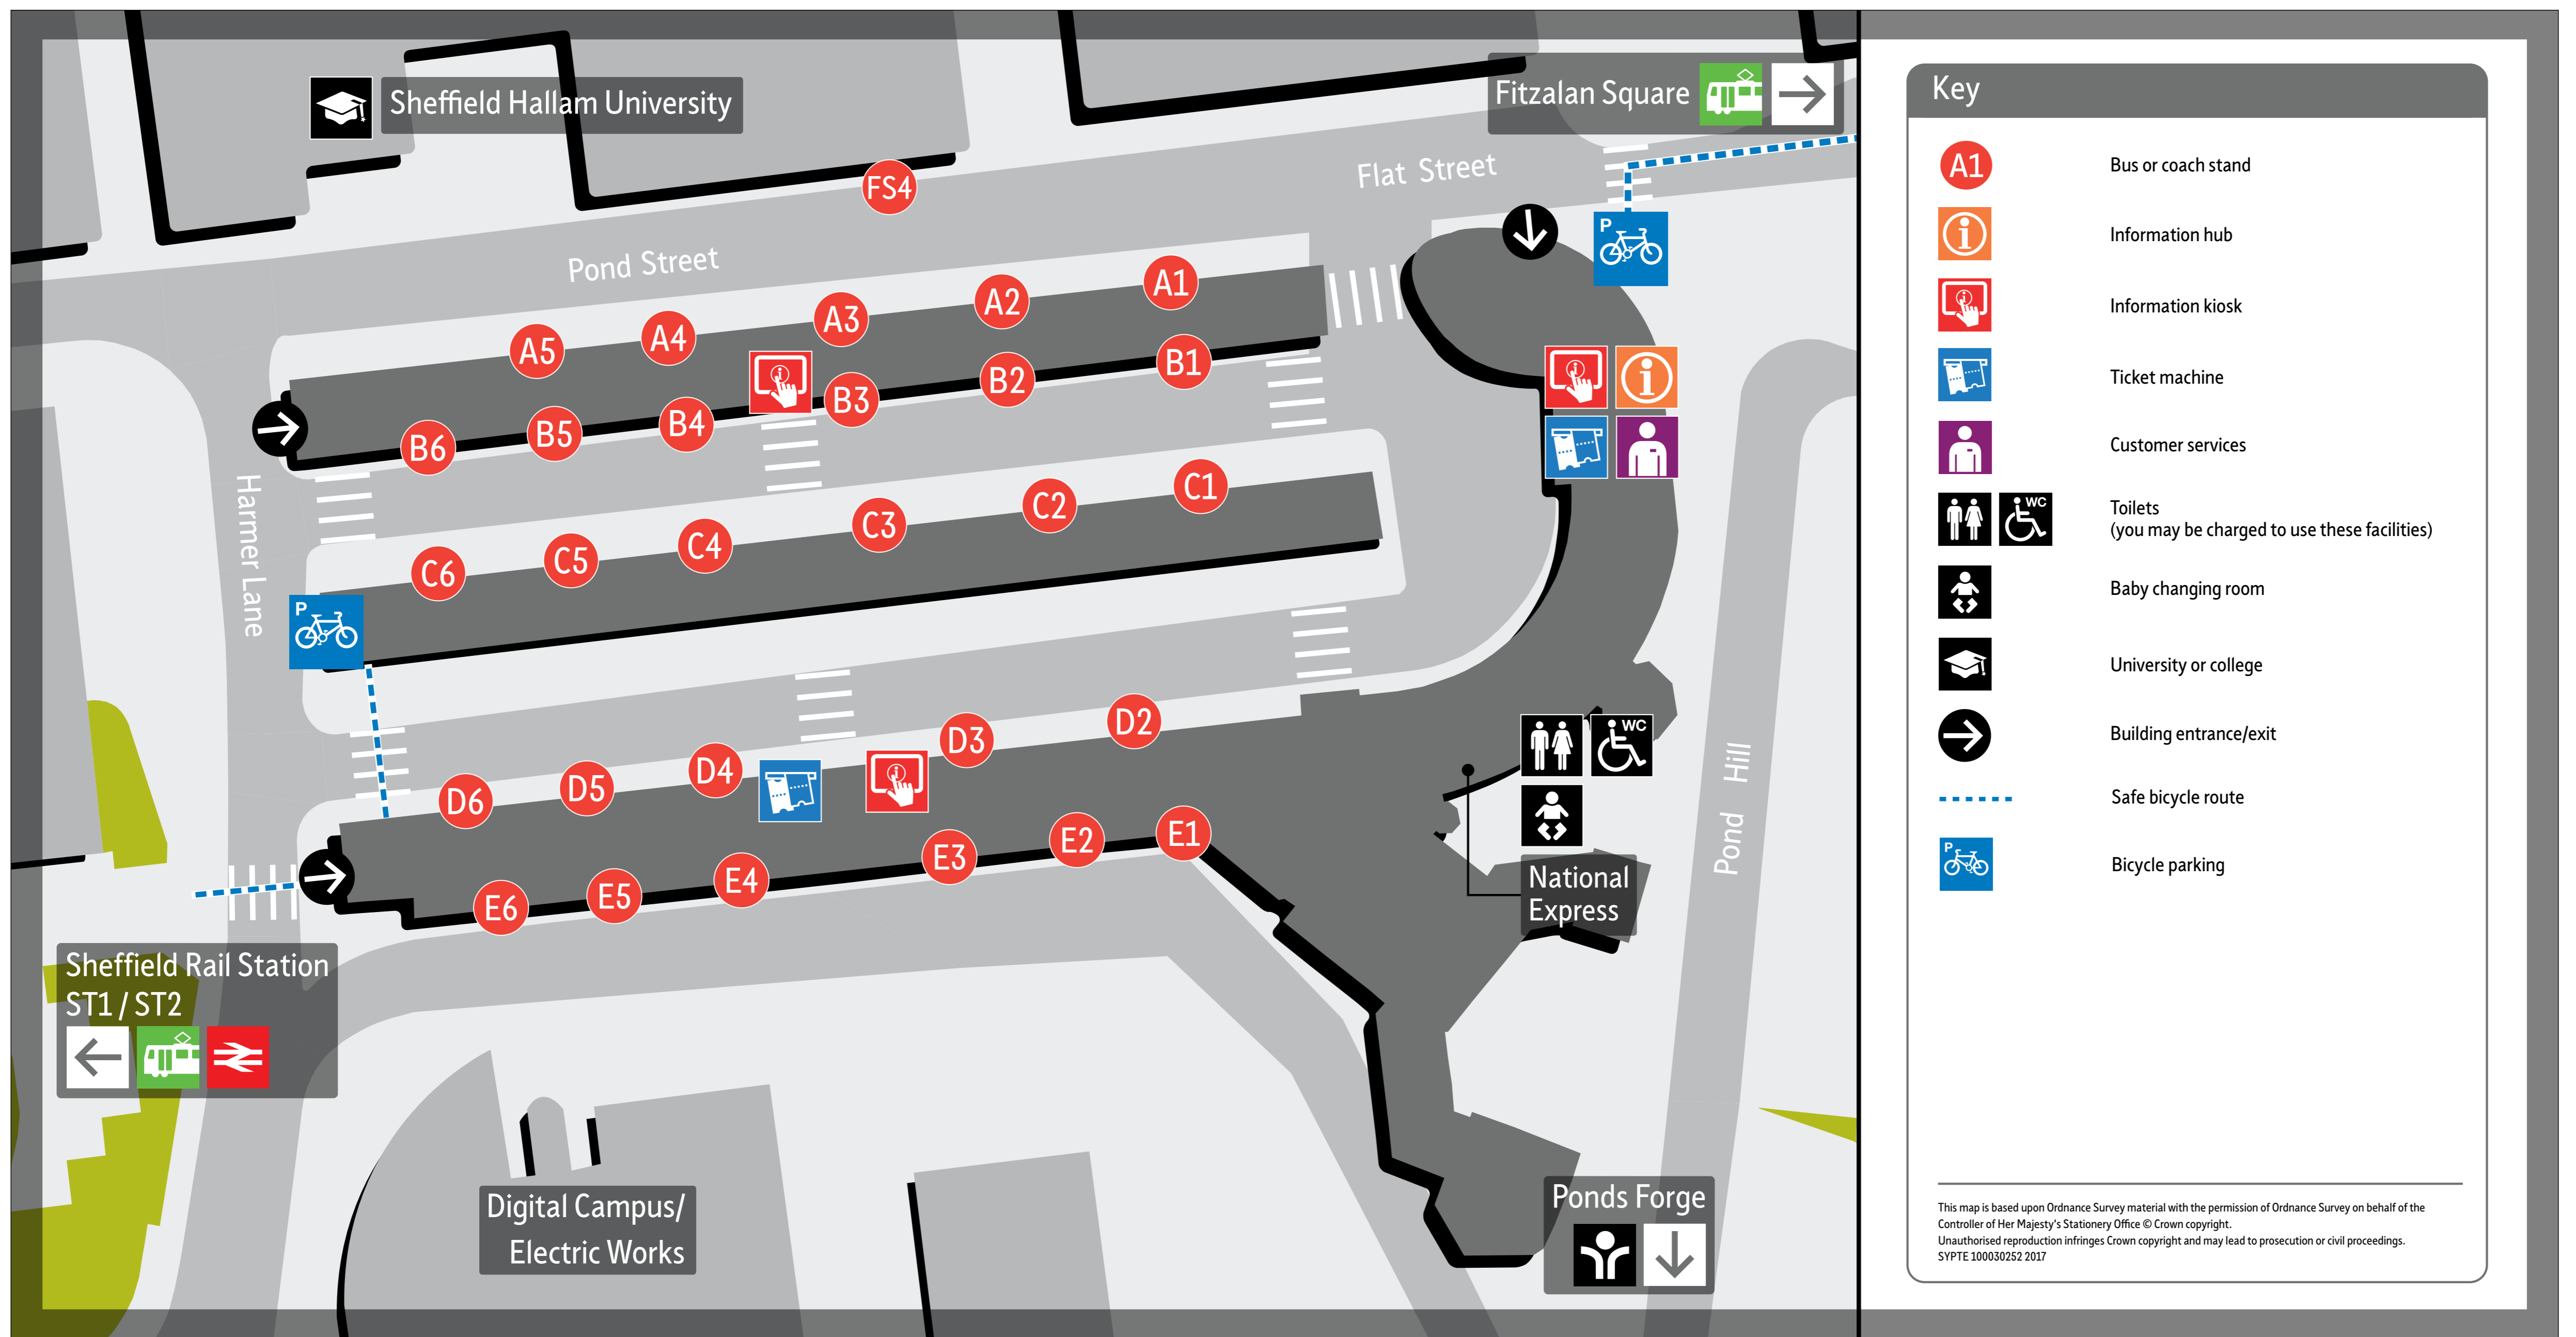 Sheffield Hallam University
Fitzalan Square
FS4
Flat Street
Pond Street
A1
A2
A3
A4
A5
B1
B2
B3
B4
B5
B6
P
Harmer Lane
C1
C2
C3
C4
C5
C6
P
D2
D3
D4
D5
D6
E1
E2
E3
E4
E5
E6
WC
National
Express
Pond Hill
Sheffield Rail Station
ST1 / ST2
Digital Campus/
Electric Works
Ponds Forge
Key
A1 Bus or coach stand
Information hub
Information kiosk
Ticket machine
Customer services
WC
Toilets
(you may be charged to use these facilities)
Baby changing room
University or college
Building entrance/exit
Safe bicycle route
P
Bicycle parking
This map is based upon Ordnance Survey material with the permission of Ordnance Survey on behalf of the
Controller of Her Majesty's Stationery Office © Crown copyright.
Unauthorised reproduction infringes Crown copyright and may lead to prosecution or civil proceedings.
SYPTE 100030252 2017